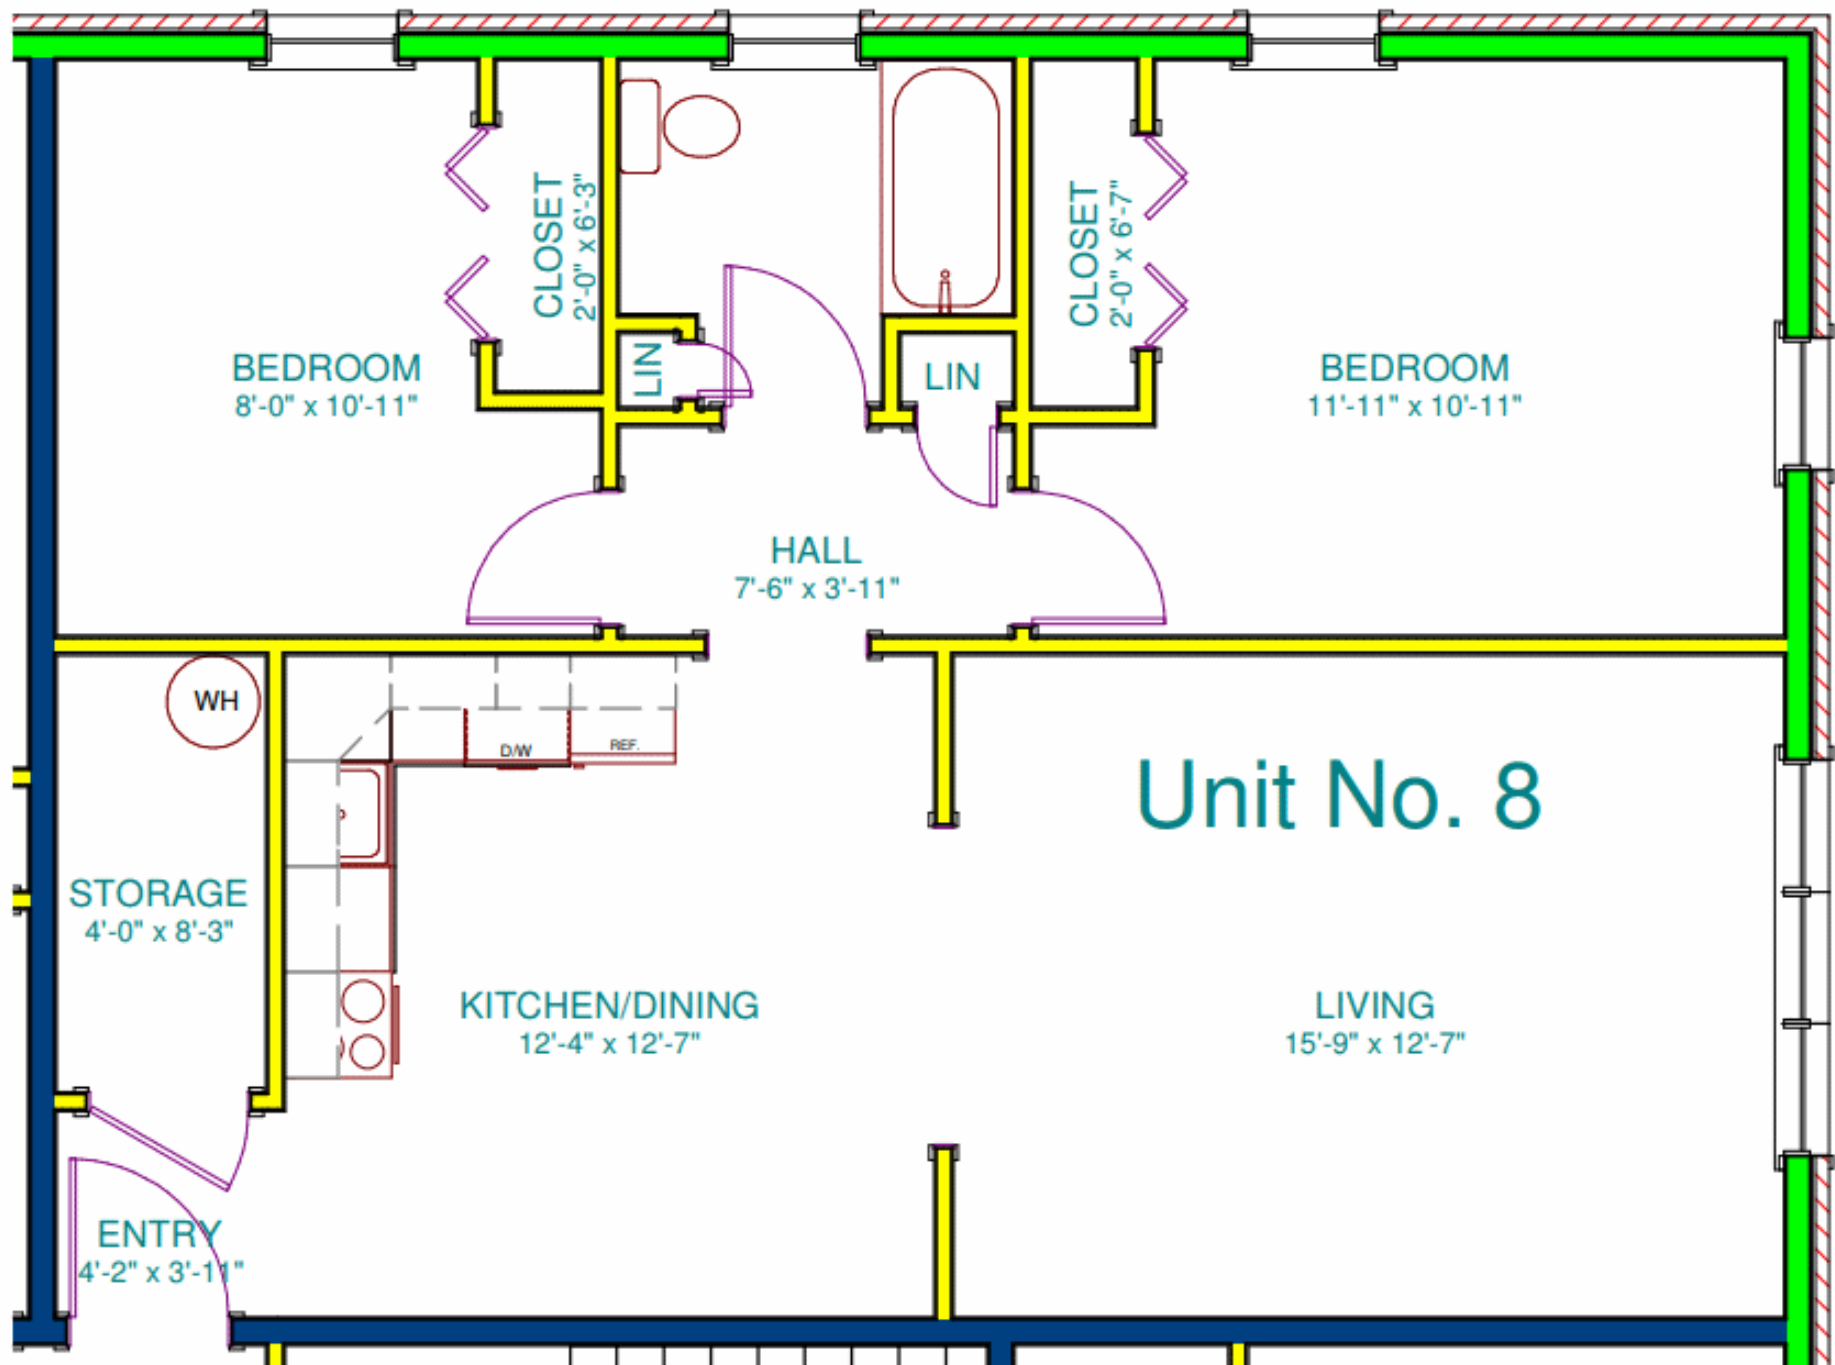 CLOSET
2'-0" x 6'-3"
CLOSET
2'-0" x 6'-7"
BEDROOM
8'-0" x 10'-11"
LIN
LIN
BEDROOM
11'-11" x 10'-11"
HALL
7'-6" x 3'-11"
WH
D/W
REF.
Unit No. 8
STORAGE
4'-0" x 8'-3"
KITCHEN/DINING
12'-4" x 12'-7"
LIVING
15'-9" x 12'-7"
ENTRY
4'-2" x 3'-11"